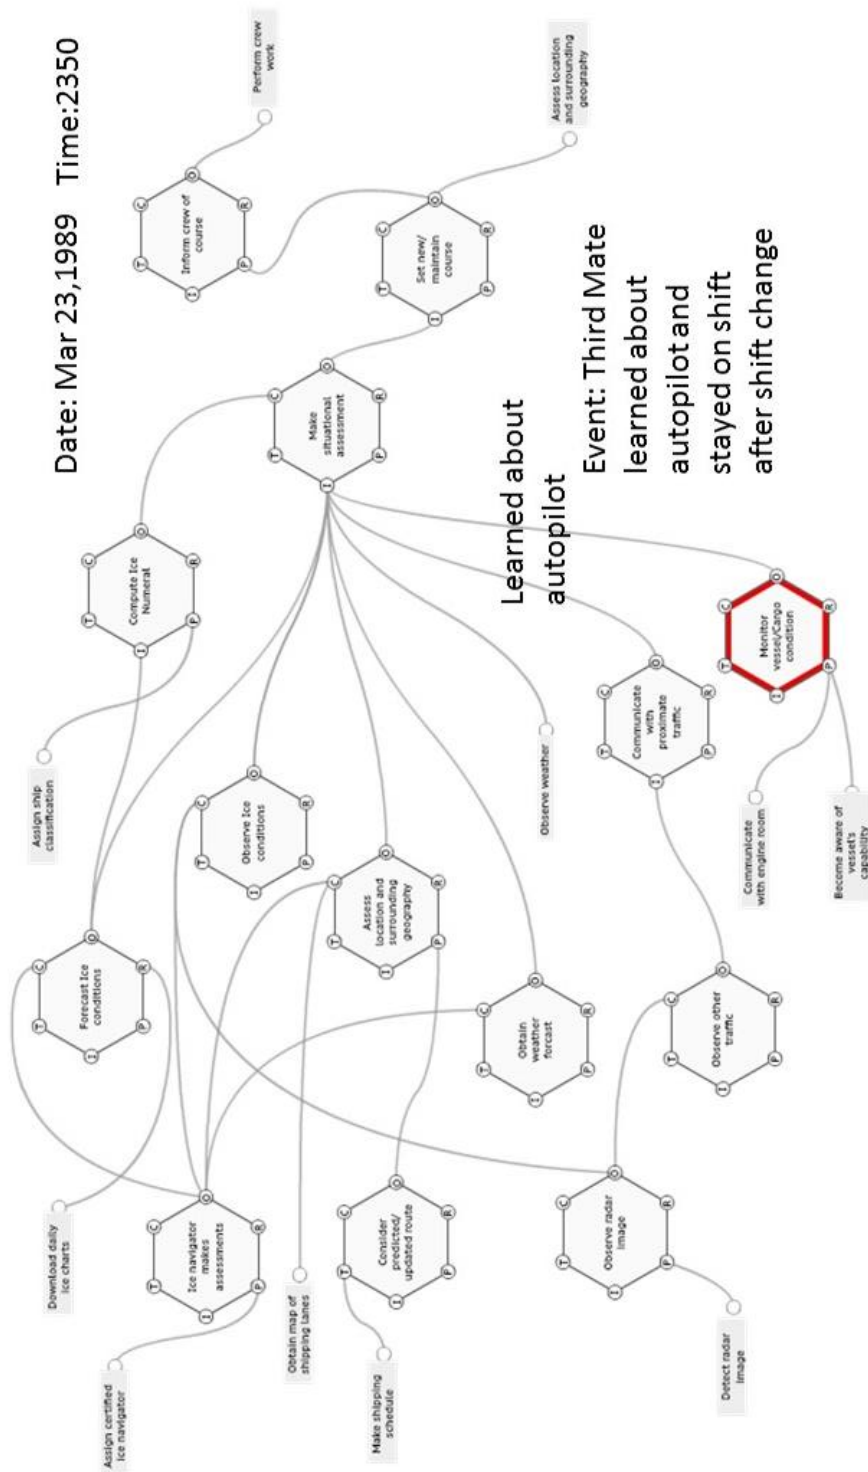 Date: Mar 23,1989 Time:2350
Download daily
ice charts
T C
Forecast Ice
conditions
I O
P R
Assign ship
classification
T C
Compute Ice
Numeral
I O
P R
Assign certified
ice navigator
T C
Ice navigator
makes
assessments
I O
P R
T C
Observe Ice
conditions
I O
P R
T C
Inform crew of
course
I O
P R
Perform crew
work
Obtain map of
shipping lanes
T C
Make
situational
assessment
I O
P R
Make shipping
schedule
T C
Consider
predicted/
updated route
I O
P R
T C
Assess
location and
surrounding
geography
I O
P R
T C
Set new/
maintain
course
I O
P R
Assess location
and surrounding
geography
T C
Obtain
weather
forcast
I O
P R
Observe weather
Learned about
autopilot
T C
Observe radar
image
I O
P R
Detect radar
image
T C
Observe other
traffic
I O
P R
T C
Communicate
with
proximate
traffic
I O
P R
Event: Third Mate
learned about
autopilot and
stayed on shift
after shift change
T C
Monitor
vessel/Cargo
condition
I O
P R
Communicate
with engine room
Become aware of
vessel's
capability